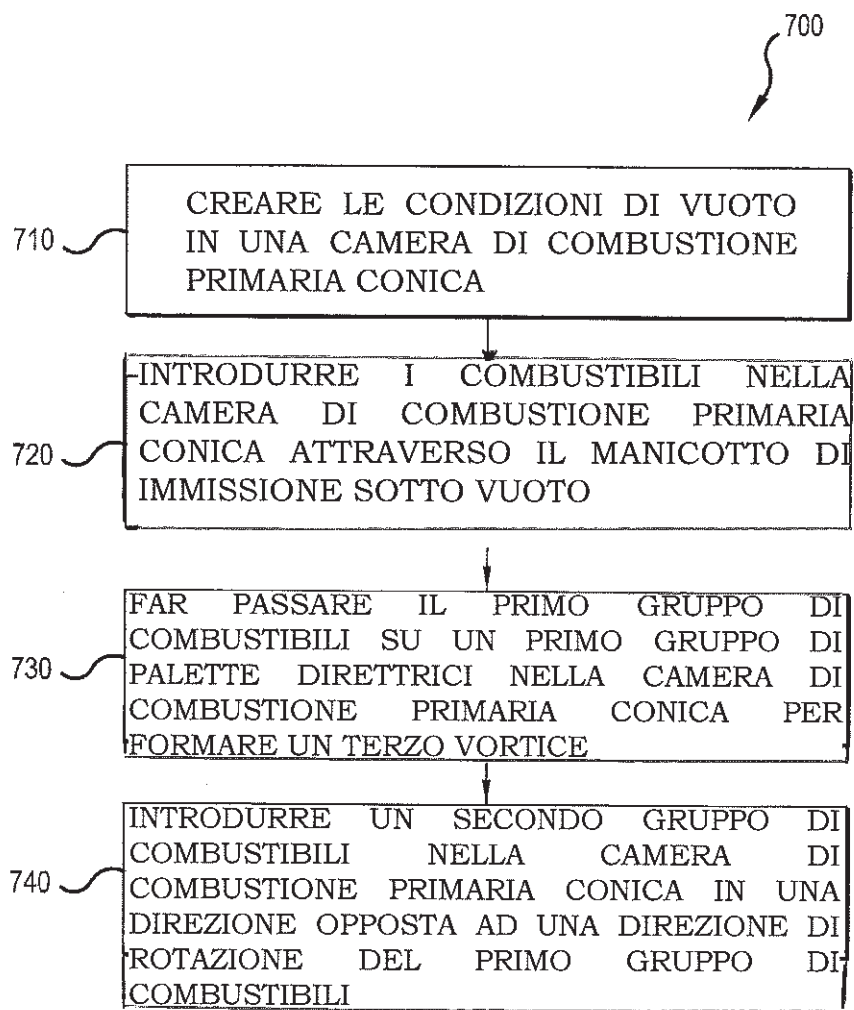 700
710
CREARE LE CONDIZIONI DI VUOTO
IN UNA CAMERA DI COMBUSTIONE
PRIMARIA CONICA
720
INTRODURRE I COMBUSTIBILI NELLA
CAMERA DI COMBUSTIONE PRIMARIA
CONICA ATTRAVERSO IL MANICOTTO DI
IMMISSIONE SOTTO VUOTO
730
FAR PASSARE IL PRIMO GRUPPO DI
COMBUSTIBILI SU UN PRIMO GRUPPO DI
PALETTE DIRETTRICI NELLA CAMERA DI
COMBUSTIONE PRIMARIA CONICA PER
FORMARE UN TERZO VORTICE
740
INTRODURRE UN SECONDO GRUPPO DI
COMBUSTIBILI NELLA CAMERA DI
COMBUSTIONE PRIMARIA CONICA IN UNA
DIREZIONE OPPOSTA AD UNA DIREZIONE DI
ROTAZIONE DEL PRIMO GRUPPO DI
COMBUSTIBILI